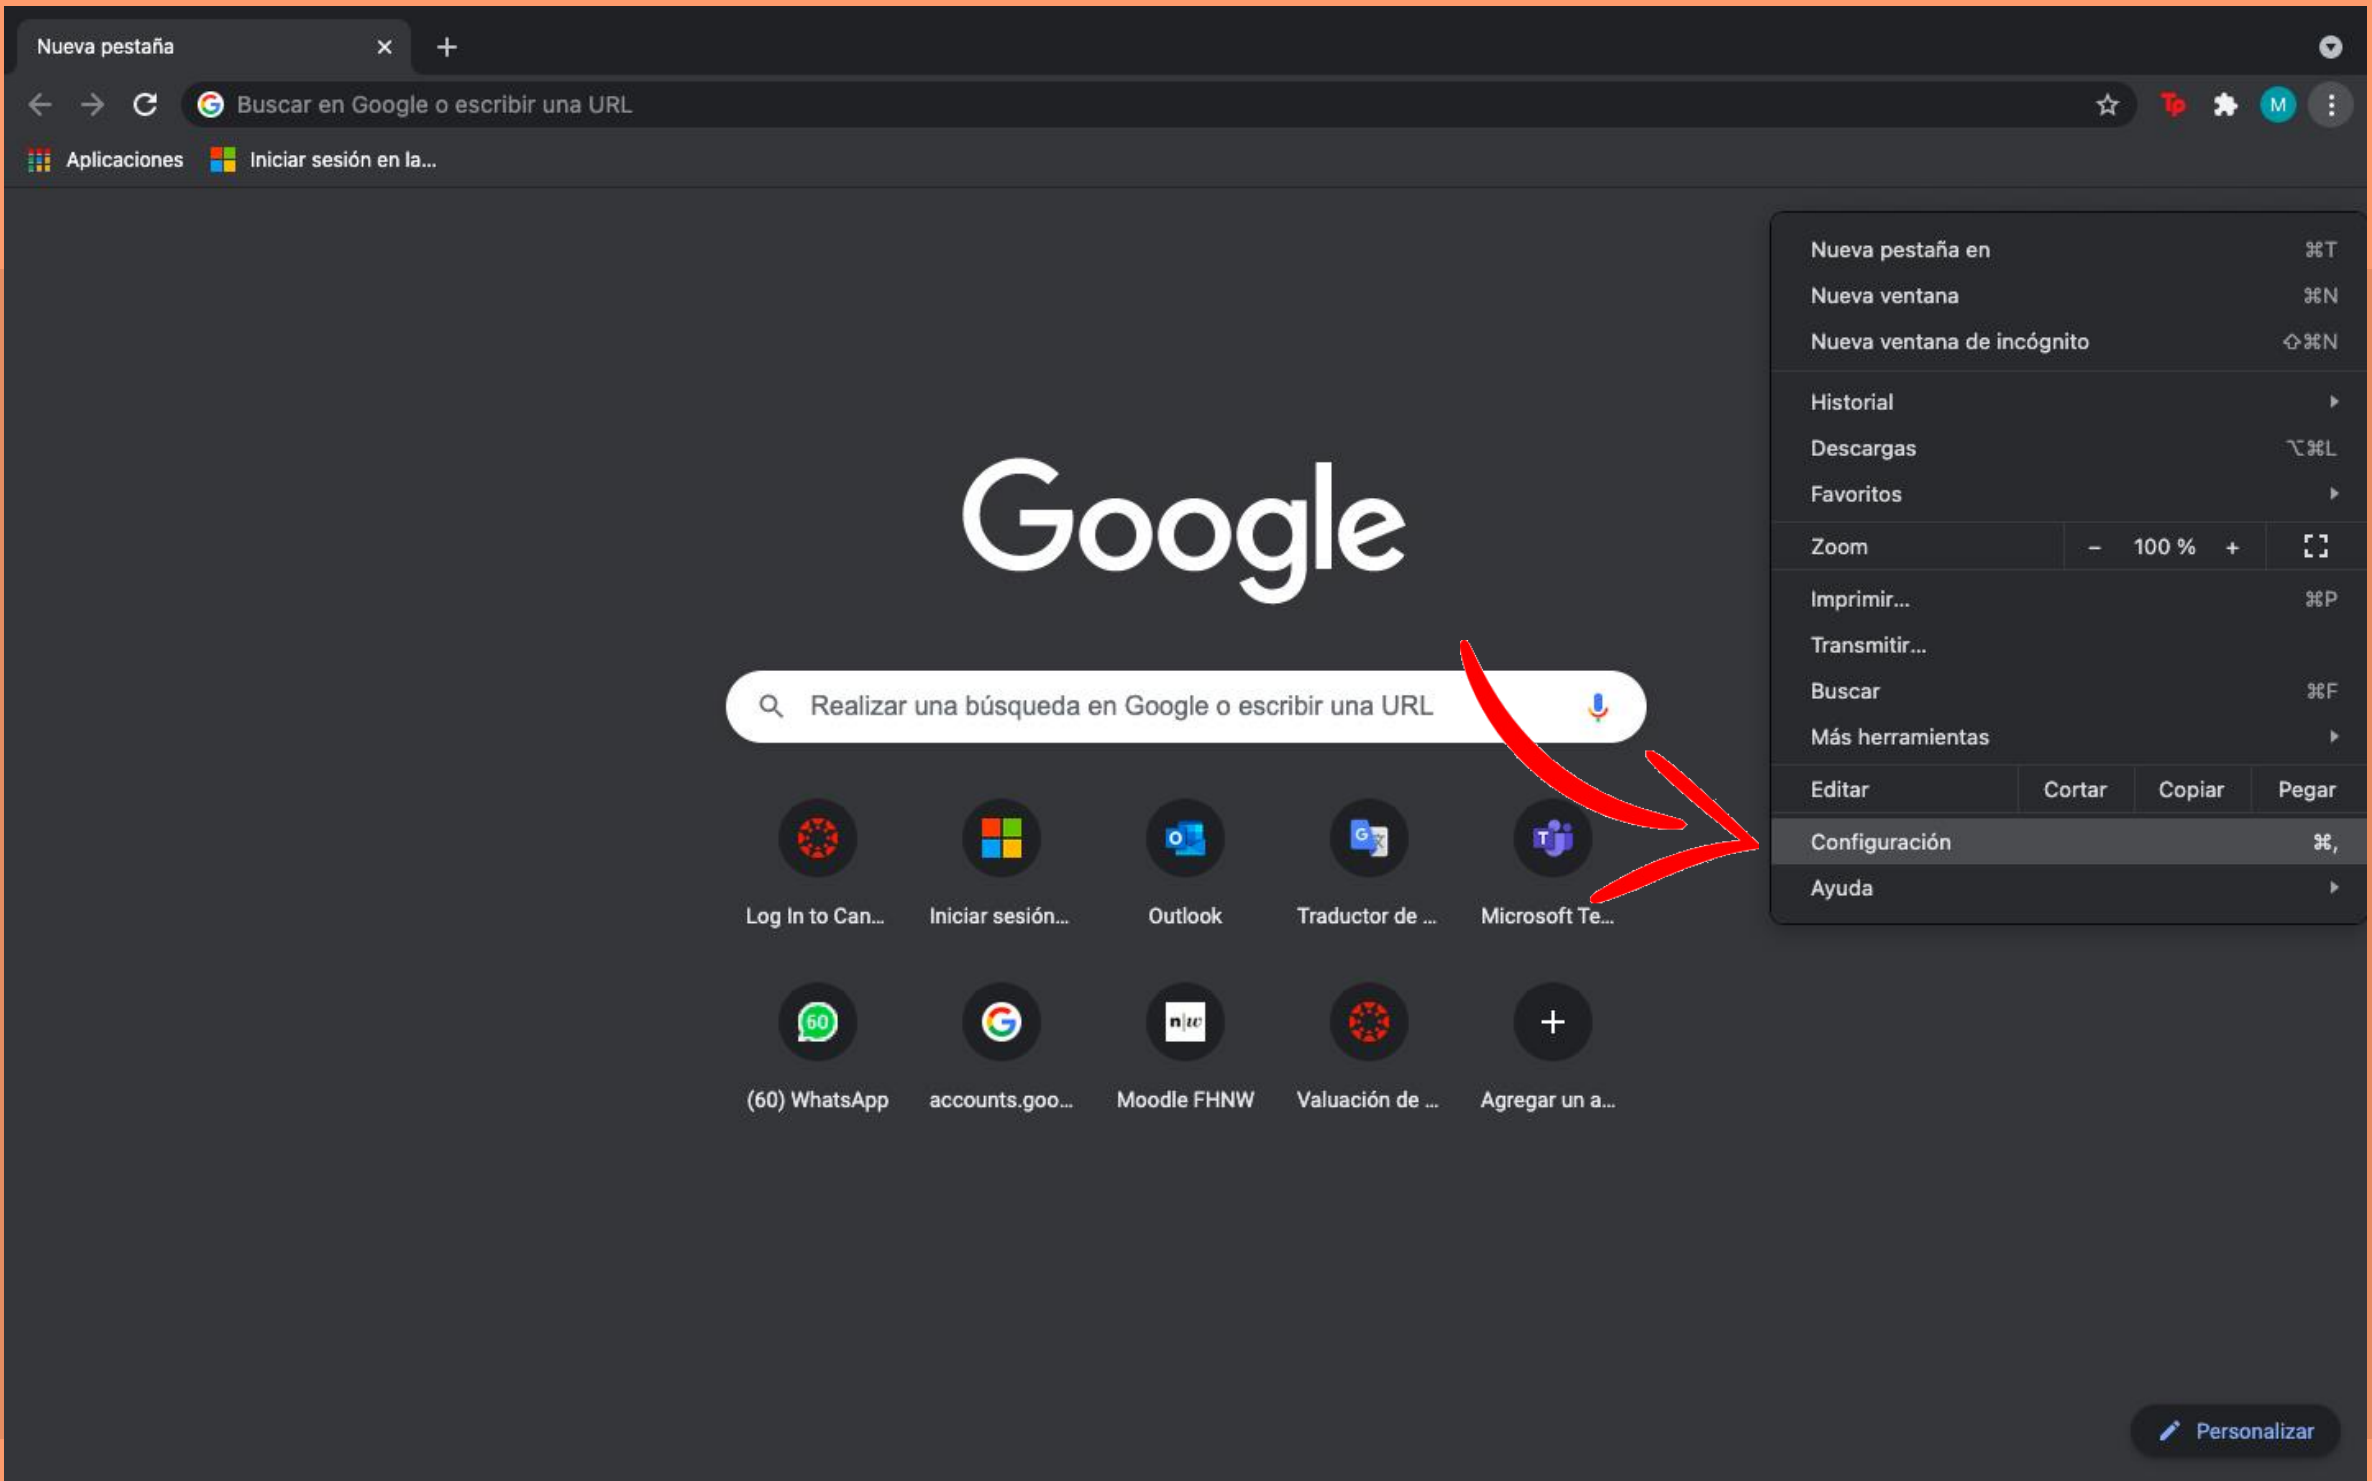 Nueva pestaña
Buscar en Google o escribir una URL
Tp
M
Aplicaciones
Iniciar sesión en la...
Nueva pestaña en ⌘T
Nueva ventana ⌘N
Nueva ventana de incógnito ⇧⌘N
Historial
Descargas ⌥⌘L
Favoritos
Zoom – 100 % +
Imprimir... ⌘P
Transmitir...
Buscar ⌘F
Más herramientas
Editar Cortar Copiar Pegar
Configuración ⌘,
Ayuda
Google
Realizar una búsqueda en Google o escribir una URL
Log In to Can...
Iniciar sesión...
Outlook
Traductor de ...
Microsoft Te...
60
n|w
(60) WhatsApp
accounts.goo...
Moodle FHNW
Valuación de ...
Agregar un a...
Personalizar